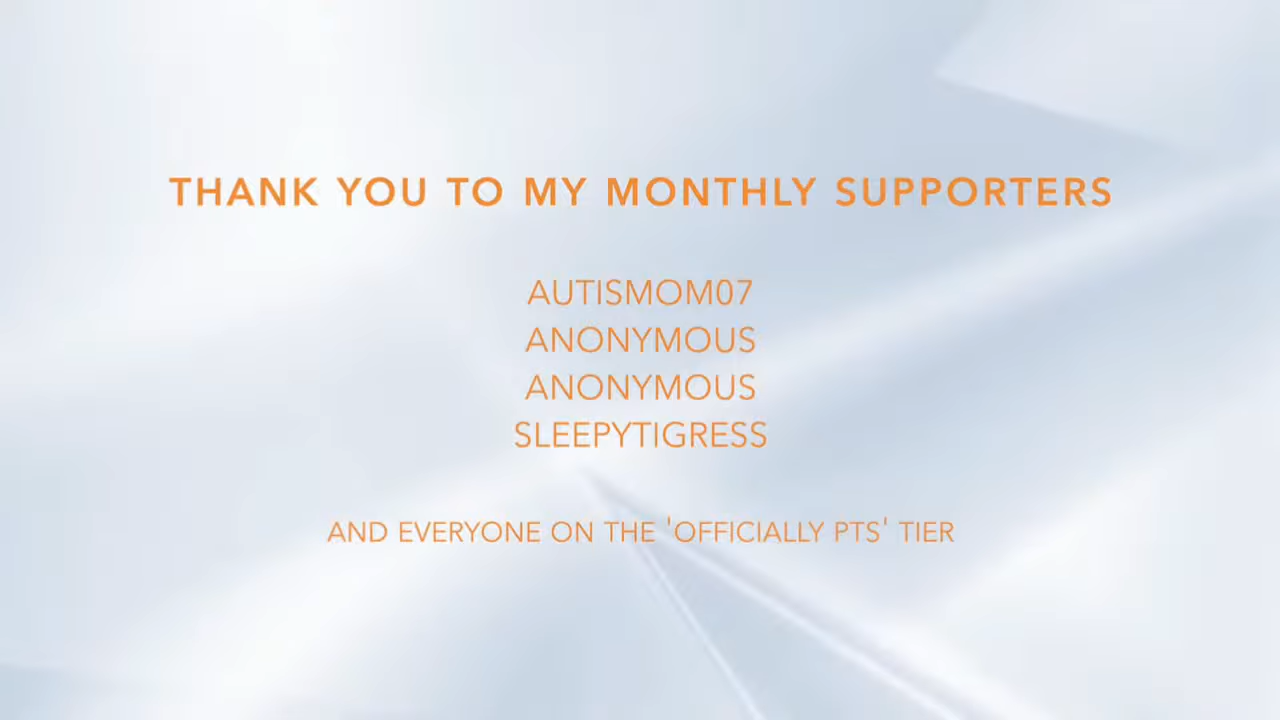 THANK YOU TO MY MONTHLY SUPPORTERS
AUTISMOM07
ANONYMOUS
ANONYMOUS
SLEEPYTIGRESS
AND EVERYONE ON THE 'OFFICIALLY PTS' TIER